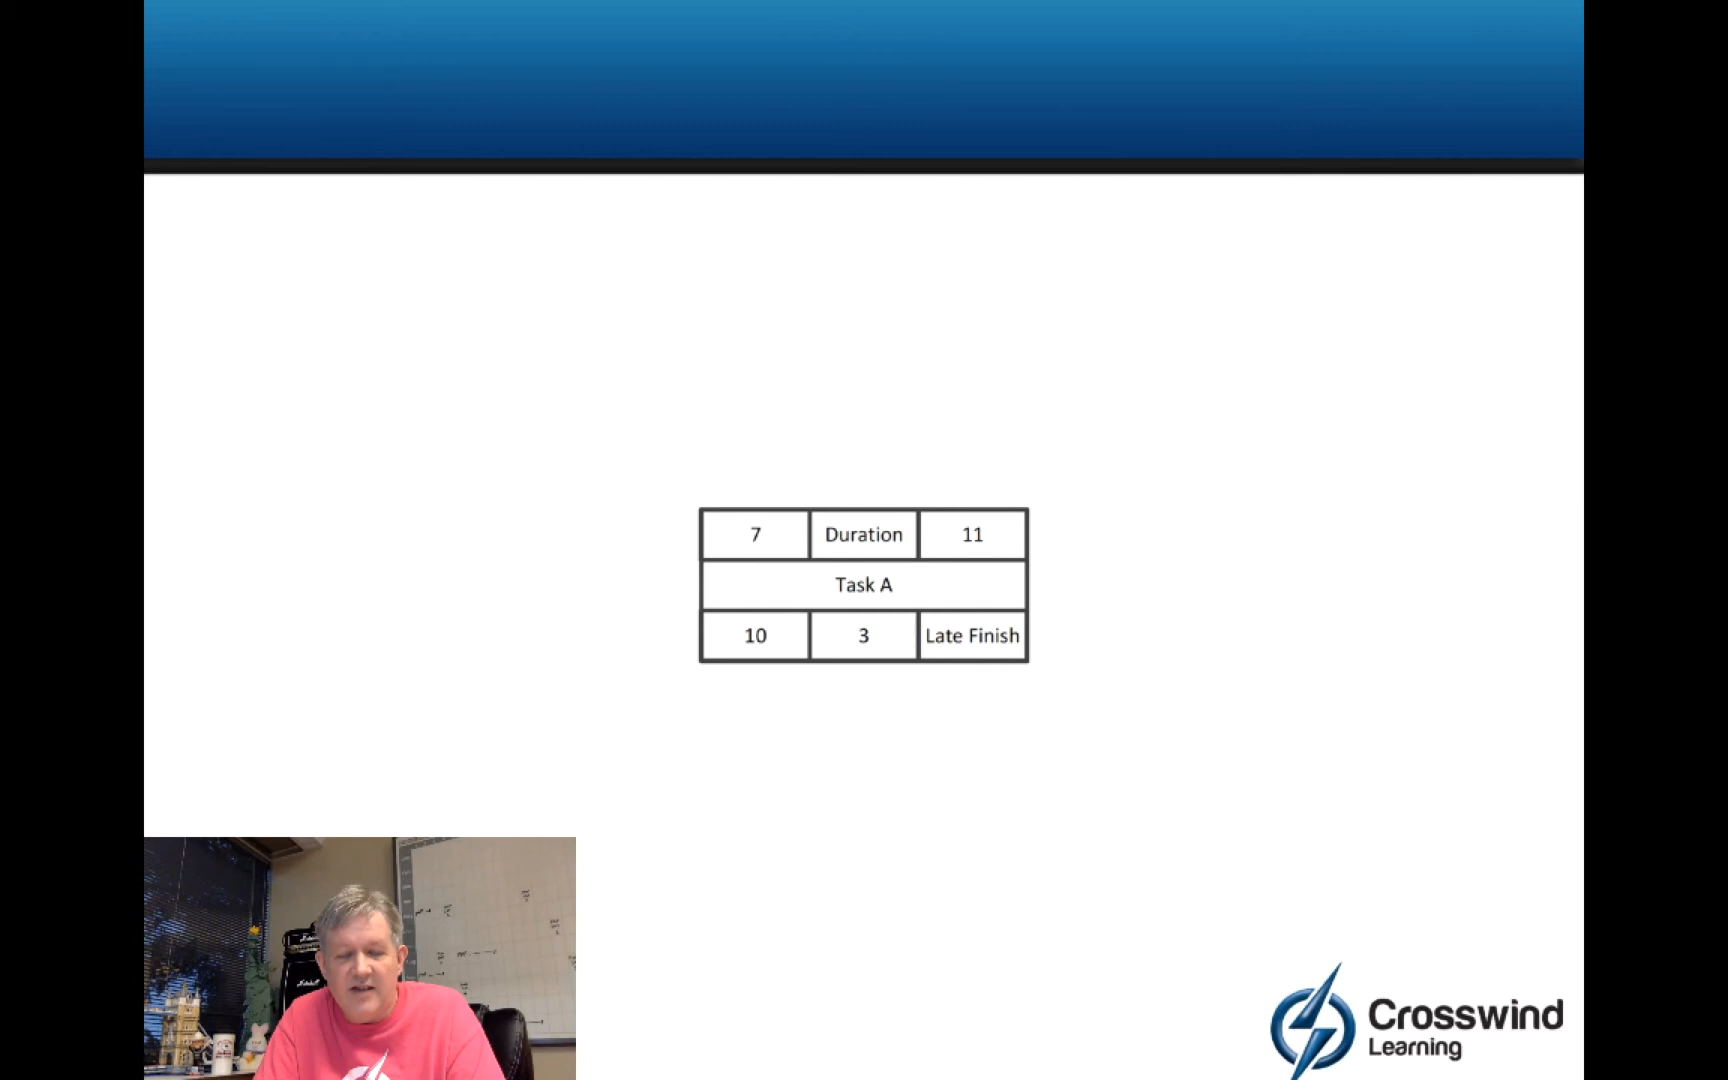 7 Duration 11
Task A
10 3 Late Finish
Crosswind
Learning